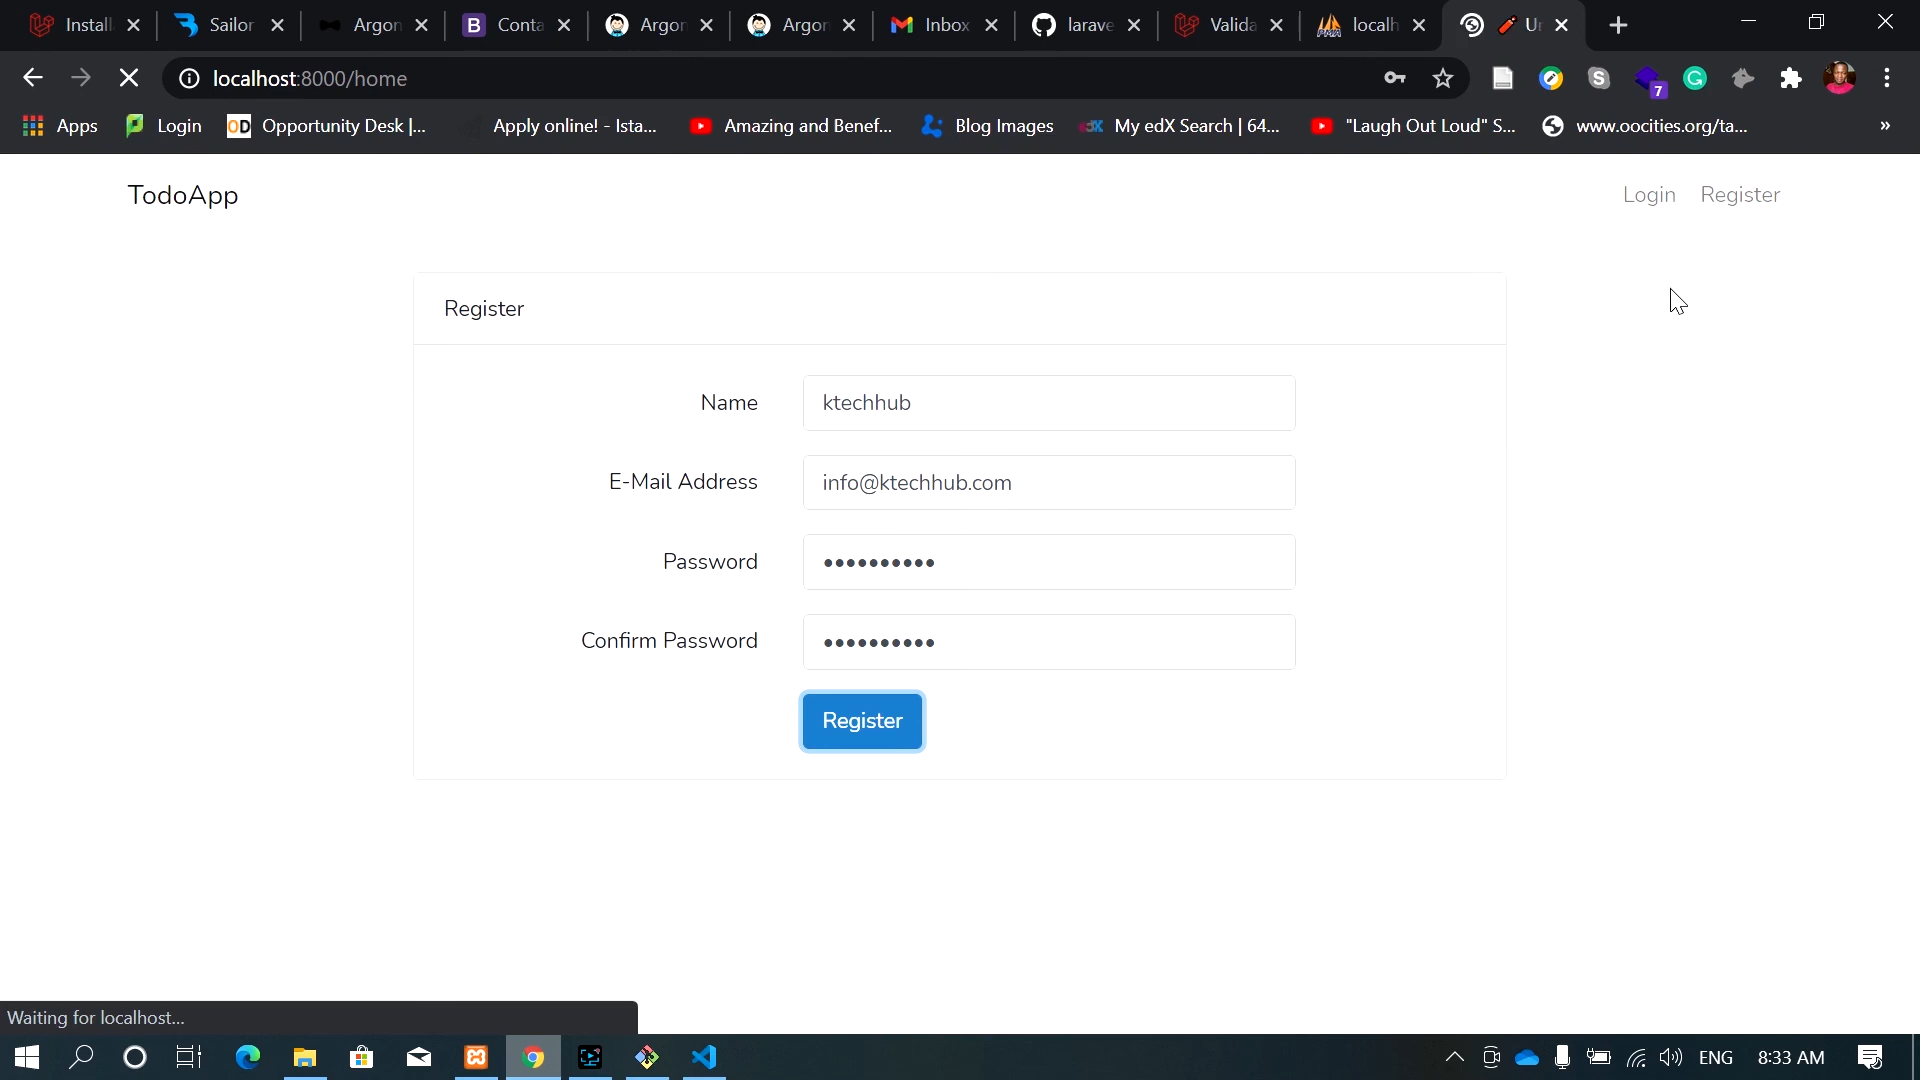 Install Sailor Argon Conta Argon Argon Inbox larave Valida localh Ur
localhost:8000/home
7
Apps Login OD Opportunity Desk |... Apply online! - Ista... Amazing and Benef... Blog Images My edX Search | 64... "Laugh Out Loud" S... www.oocities.org/ta... »
TodoApp Login Register
Register
Name ktechhub
E-Mail Address info@ktechhub.com
Password ••••••••••
Confirm Password ••••••••••
Register
Waiting for localhost...
ENG 8:33 AM